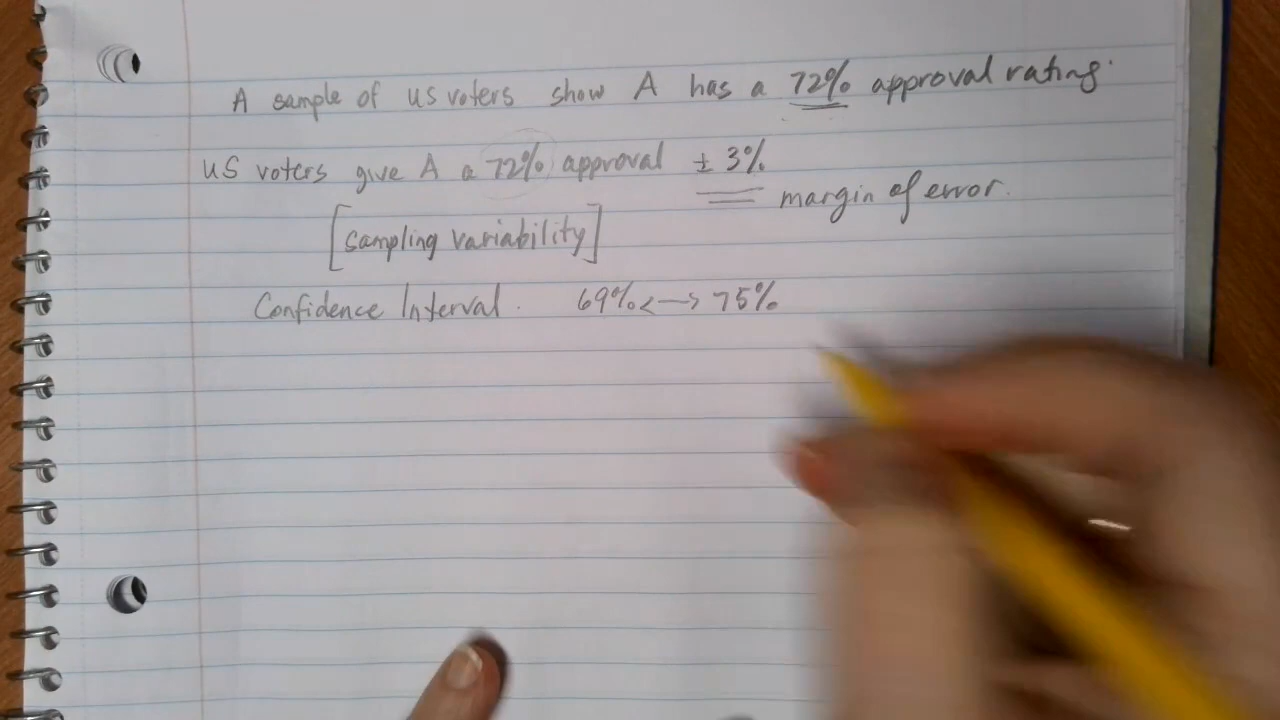 A sample of US voters show A has a 72% approval rating.
US voters give A a 72% approval ± 3%
margin of error.
[sampling variability]
Confidence Interval. 69% <—> 75%